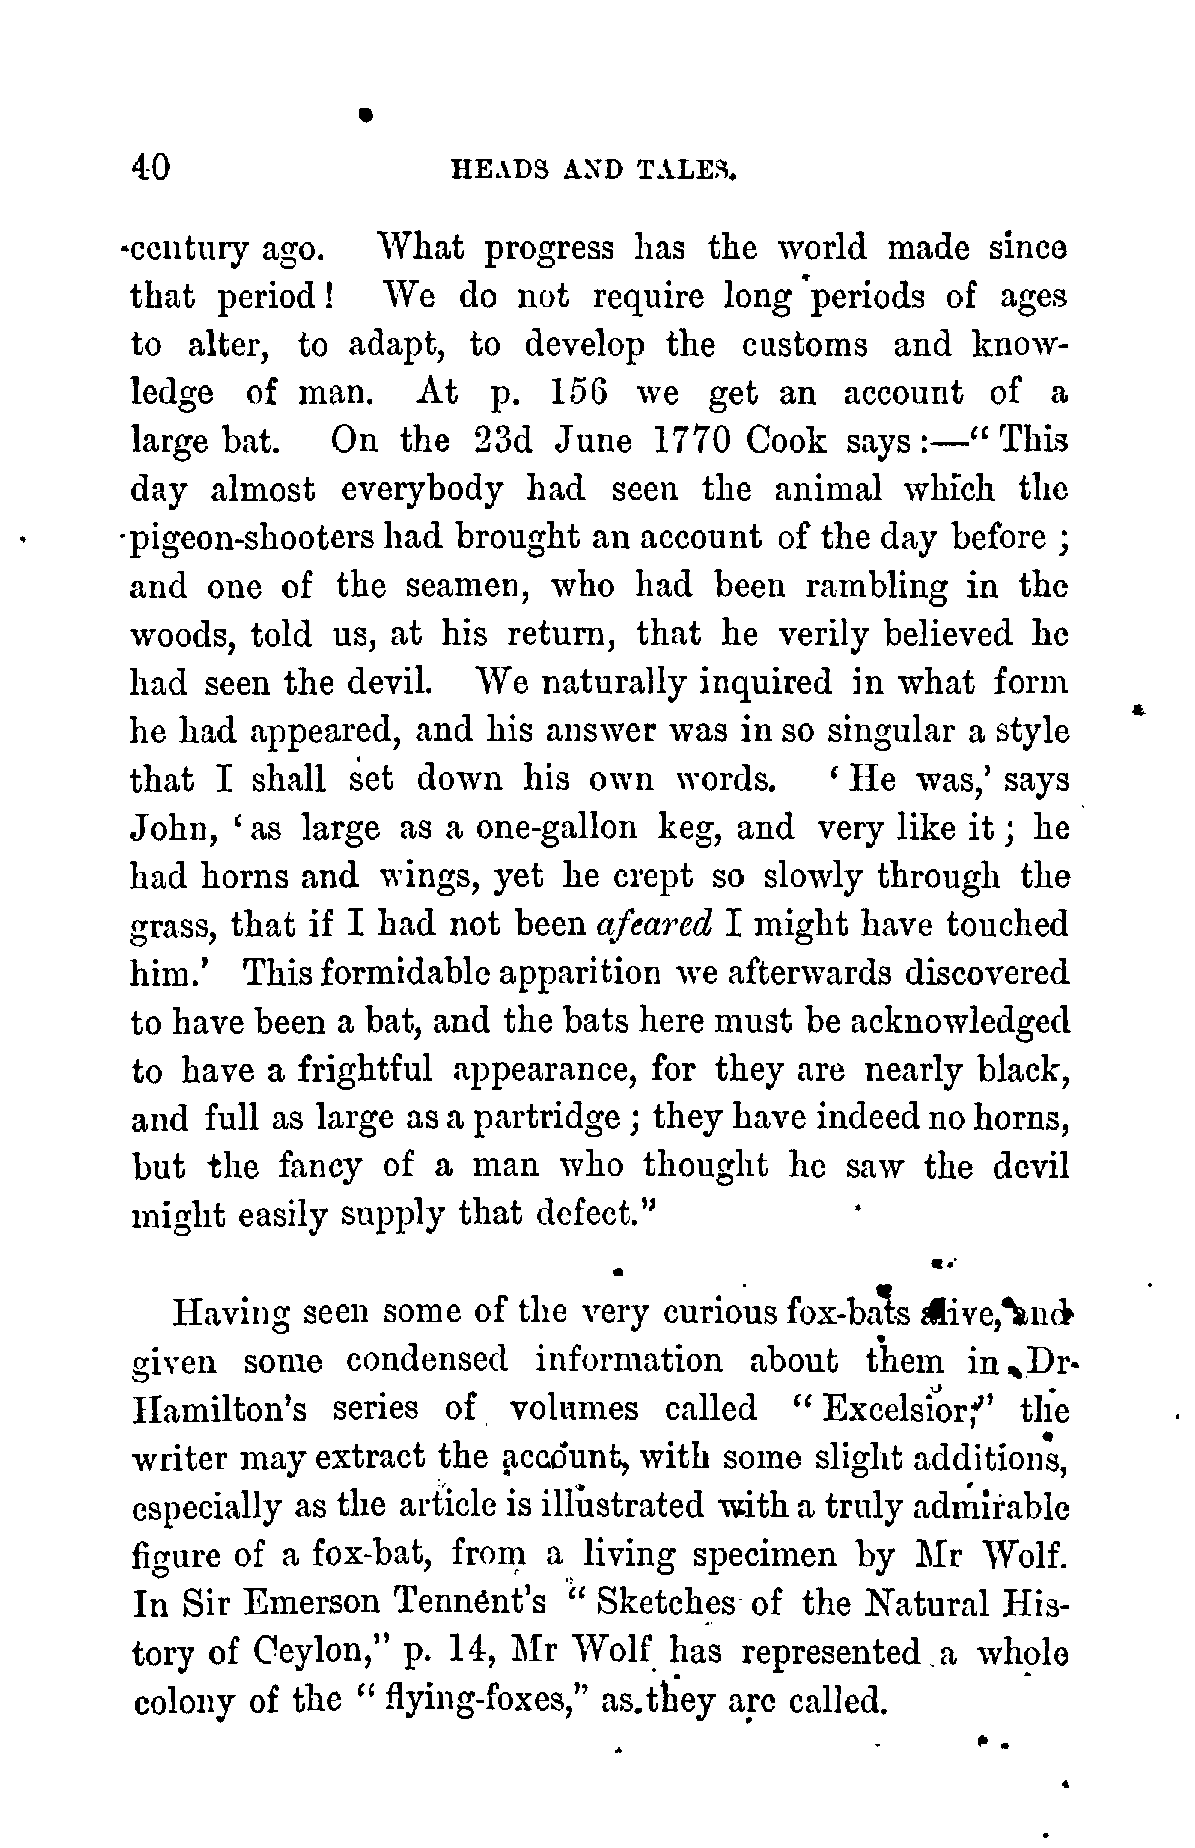 40 HEADS AND TALES.
century ago. What progress has the world made since
that period! We do not require long periods of ages
to alter, to adapt, to develop the customs and know-
ledge of man. At p. 156 we get an account of a
large bat. On the 23d June 1770 Cook says:—"This
day almost everybody had seen the animal which the
pigeon-shooters had brought an account of the day before;
and one of the seamen, who had been rambling in the
woods, told us, at his return, that he verily believed he
had seen the devil. We naturally inquired in what form
he had appeared, and his answer was in so singular a style
that I shall set down his own words. 'He was,' says
John, 'as large as a one-gallon keg, and very like it; he
had horns and wings, yet he crept so slowly through the
grass, that if I had not been afeared I might have touched
him.' This formidable apparition we afterwards discovered
to have been a bat, and the bats here must be acknowledged
to have a frightful appearance, for they are nearly black,
and full as large as a partridge; they have indeed no horns,
but the fancy of a man who thought he saw the devil
might easily supply that defect."
Having seen some of the very curious fox-bats alive, and
given some condensed information about them in Dr
Hamilton's series of volumes called "Excelsior," the
writer may extract the account, with some slight additions,
especially as the article is illustrated with a truly admirable
figure of a fox-bat, from a living specimen by Mr Wolf.
In Sir Emerson Tennent's "Sketches of the Natural His-
tory of Ceylon," p. 14, Mr Wolf has represented a whole
colony of the "flying-foxes," as they are called.